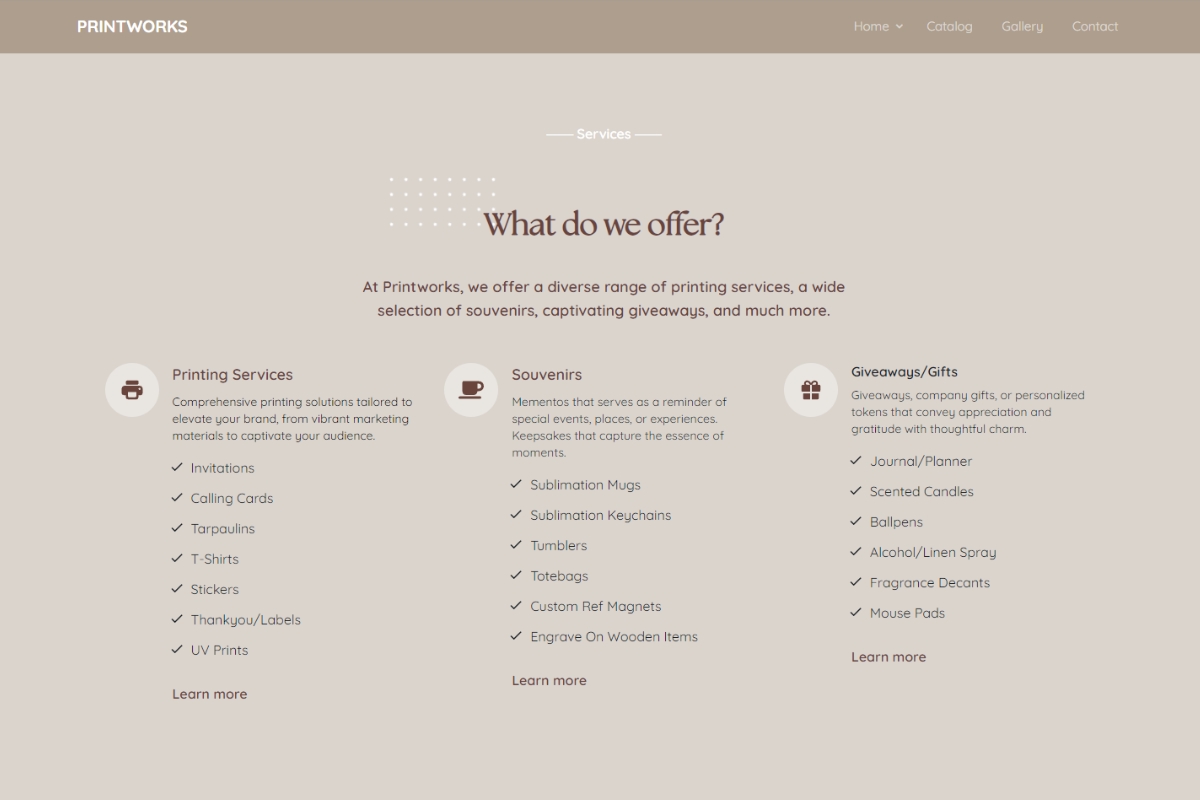 PRINTWORKS
Home
Catalog
Gallery
Contact
Services
What do we offer?
At Printworks, we offer a diverse range of printing services, a wide
selection of souvenirs, captivating giveaways, and much more.
Printing Services
Comprehensive printing solutions tailored to
elevate your brand, from vibrant marketing
materials to captivate your audience.
Invitations
Calling Cards
Tarpaulins
T-Shirts
Stickers
Thankyou/Labels
UV Prints
Learn more
Souvenirs
Mementos that serves as a reminder of
special events, places, or experiences.
Keepsakes that capture the essence of
moments.
Sublimation Mugs
Sublimation Keychains
Tumblers
Totebags
Custom Ref Magnets
Engrave On Wooden Items
Learn more
Giveaways/Gifts
Giveaways, company gifts, or personalized
tokens that convey appreciation and
gratitude with thoughtful charm.
Journal/Planner
Scented Candles
Ballpens
Alcohol/Linen Spray
Fragrance Decants
Mouse Pads
Learn more